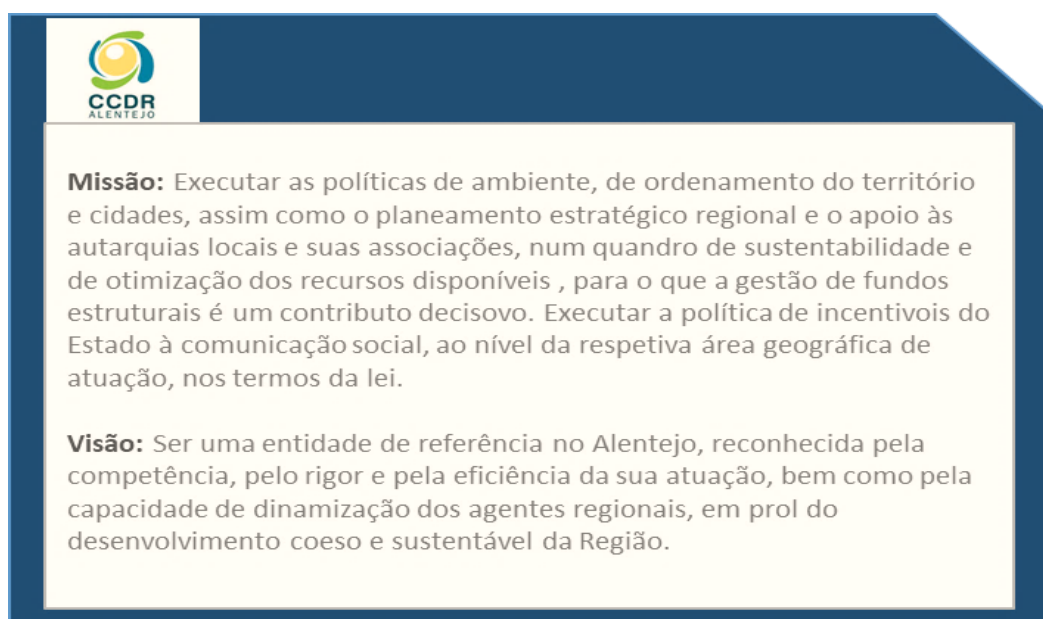 CCDR
ALENTEJO
Missão: Executar as políticas de ambiente, de ordenamento do território
e cidades, assim como o planeamento estratégico regional e o apoio às
autarquias locais e suas associações, num quandro de sustentabilidade e
de otimização dos recursos disponíveis , para o que a gestão de fundos
estruturais é um contributo decisovo. Executar a política de incentivois do
Estado à comunicação social, ao nível da respetiva área geográfica de
atuação, nos termos da lei.
Visão: Ser uma entidade de referência no Alentejo, reconhecida pela
competência, pelo rigor e pela eficiência da sua atuação, bem como pela
capacidade de dinamização dos agentes regionais, em prol do
desenvolvimento coeso e sustentável da Região.